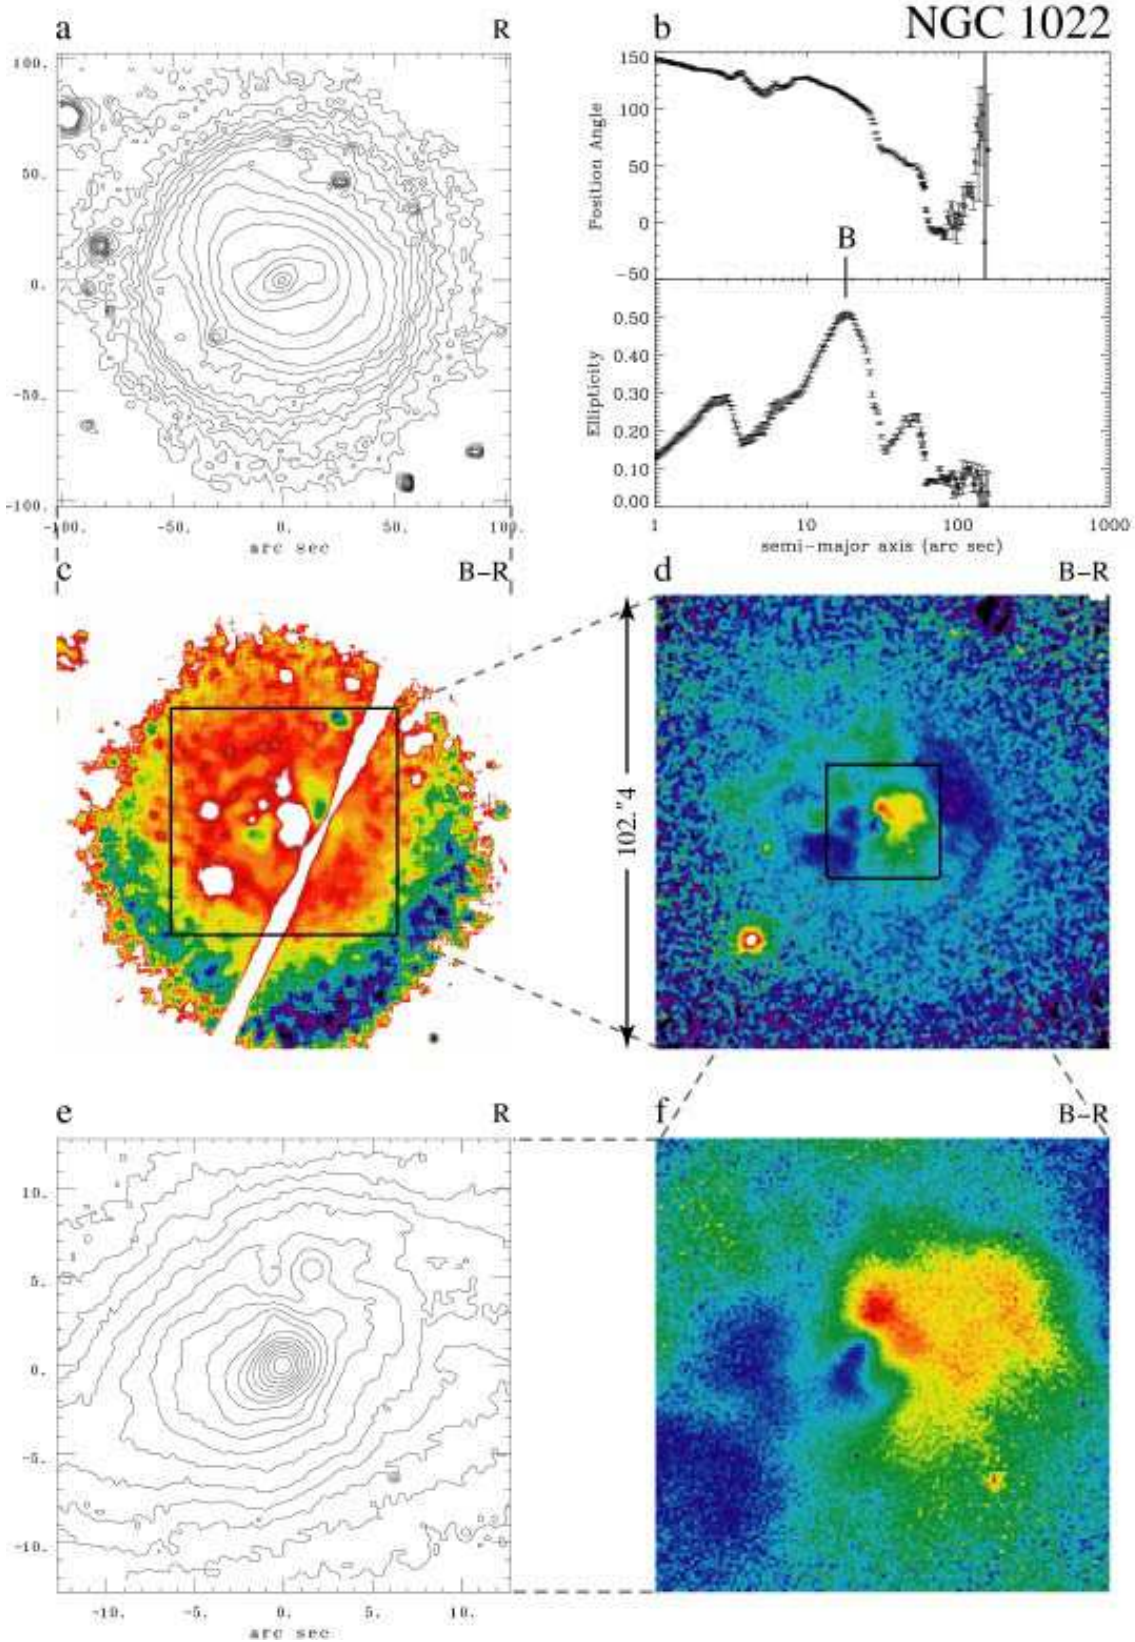 a
R
b
NGC 1022
100.
50.
0.
-50.
-100.
-100.
-50.
0.
50.
100.
arc sec
150
100
50
0
-50
Position Angle
B
0.50
0.40
0.30
0.20
0.10
0.00
Ellipticity
1
10
100
1000
semi-major axis (arc sec)
c
B-R
d
B-R
102."4
e
R
f
B-R
10.
5.
0.
-5.
-10.
-10.
-5.
0.
5.
10.
arc sec